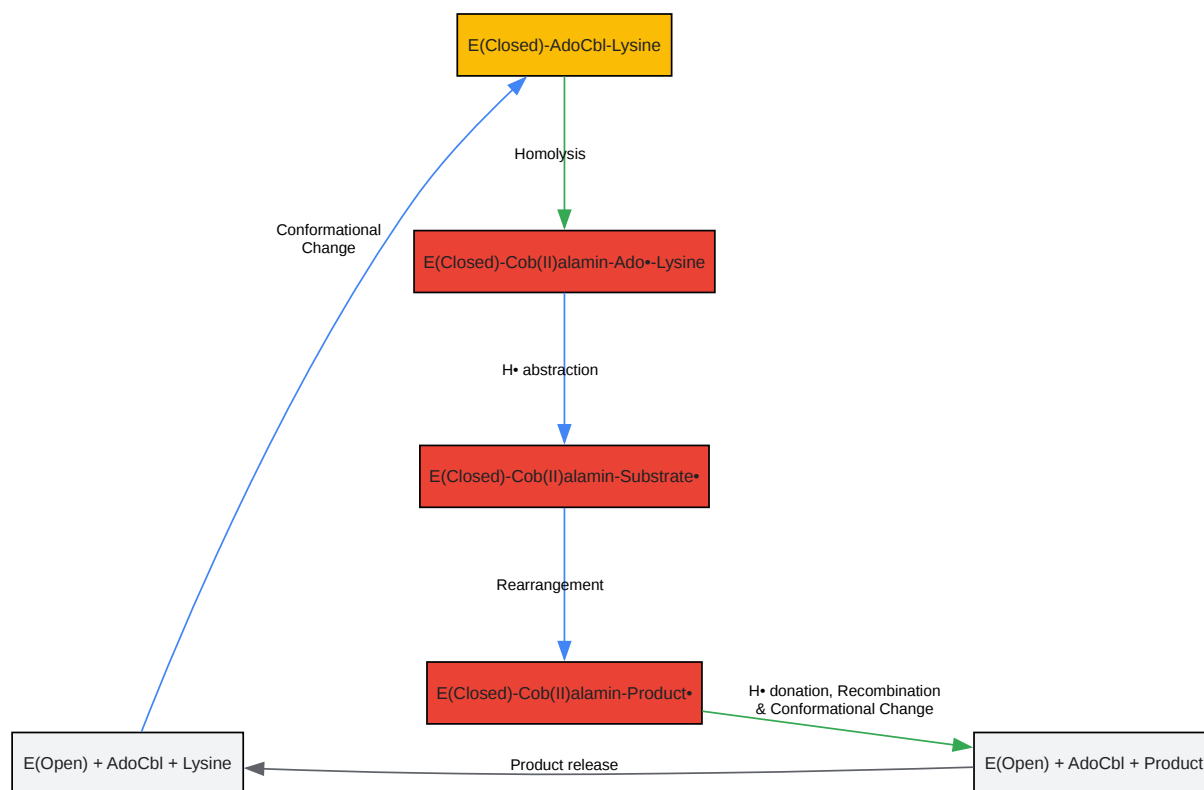 E(Closed)-AdoCbl-Lysine
Homolysis
Conformational
Change
E(Closed)-Cob(II)alamin-Ado•-Lysine
H• abstraction
E(Closed)-Cob(II)alamin-Substrate•
Rearrangement
E(Closed)-Cob(II)alamin-Product•
H• donation, Recombination
& Conformational Change
E(Open) + AdoCbl + Lysine
Product release
E(Open) + AdoCbl + Product